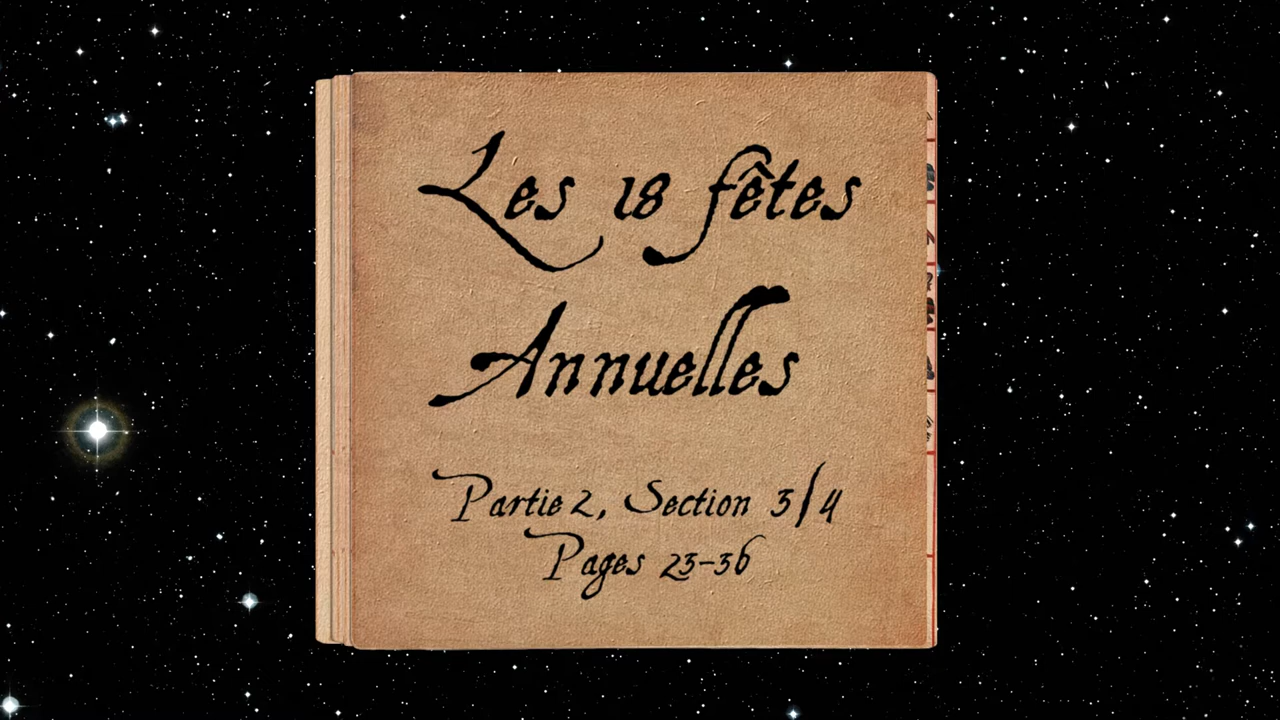 Les 18 fêtes
Annuelles
Partie 2, Section 3/4
Pages 23-36